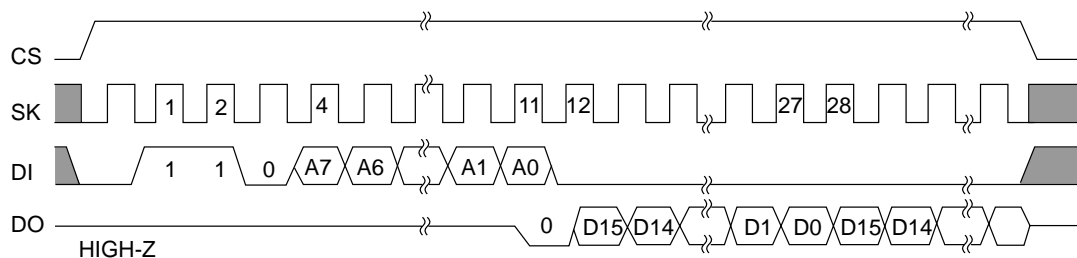 CS
SK 1 2 4 11 12 27 28
DI 1 1 0 A7 A6 A1 A0
DO 0 D15 D14 D1 D0 D15 D14
HIGH-Z